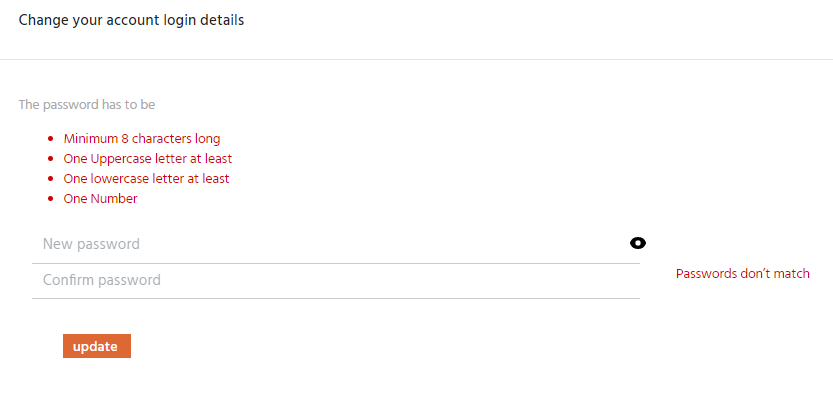 Change your account login details
The password has to be
Minimum 8 characters long
One Uppercase letter at least
One lowercase letter at least
One Number
New password
Confirm password
Passwords don't match
update